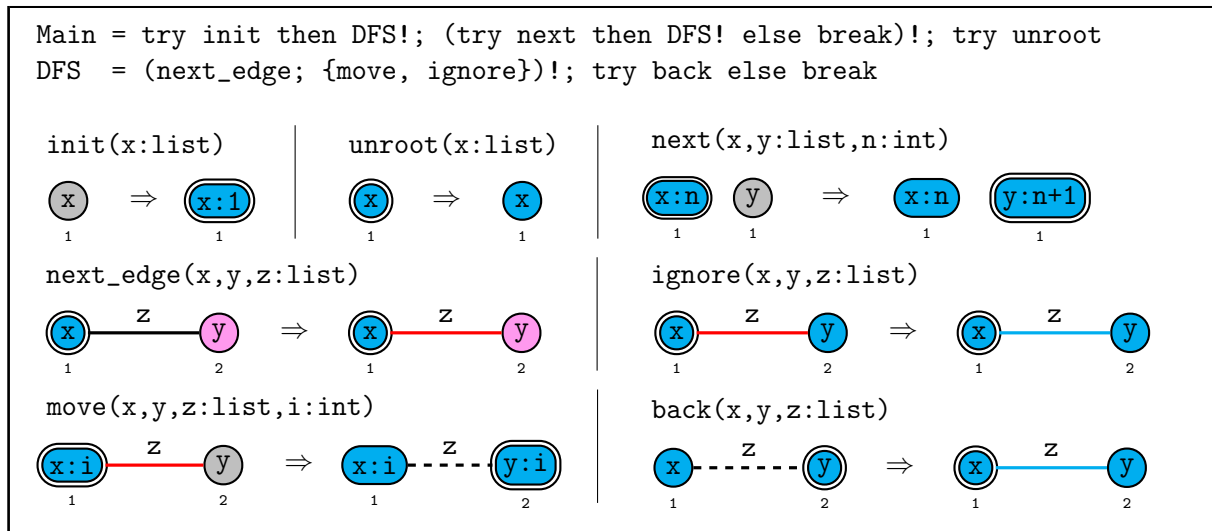 Main = try init then DFS!; (try next then DFS! else break)!; try unroot
DFS = (next_edge; {move, ignore})!; try back else break
init(x:list)
x ⇒ x:1
1 1
unroot(x:list)
x ⇒ x
1 1
next(x,y:list,n:int)
x:n y ⇒ x:n y:n+1
1 1 1 1
next_edge(x,y,z:list)
x z y ⇒ x z y
1 2 1 2
ignore(x,y,z:list)
x z y ⇒ x z y
1 2 1 2
move(x,y,z:list,i:int)
x:i z y ⇒ x:i z y:i
1 2 1 2
back(x,y,z:list)
x z y ⇒ x z y
1 2 1 2